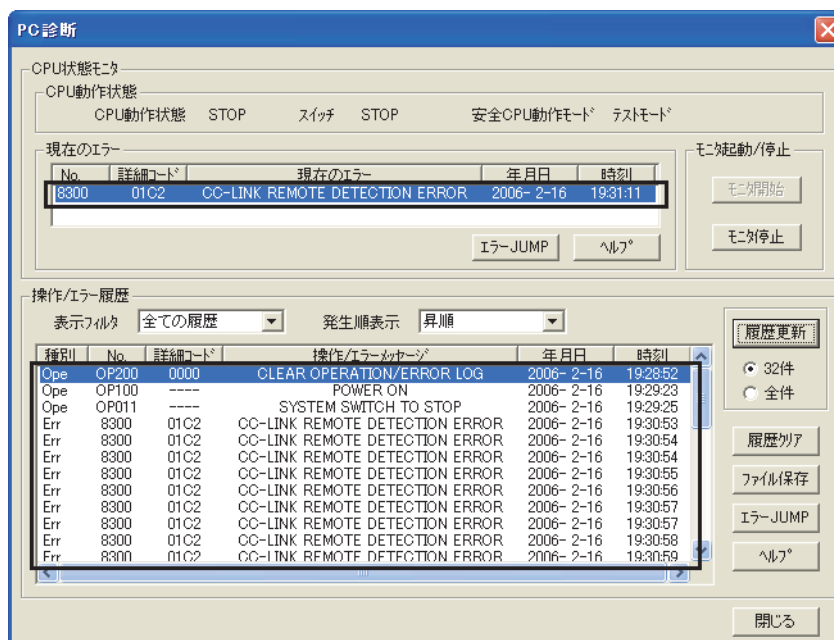 PC診断
CPU状態ﾓﾆﾀ
CPU動作状態
CPU動作状態 STOP ｽｲｯﾁ STOP 安全CPU動作ﾓｰﾄﾞ ﾃｽﾄﾓｰﾄﾞ
現在のｴﾗｰ
No. 詳細ｺｰﾄﾞ 現在のｴﾗｰ 年月日 時刻
8300 01C2 CC-LINK REMOTE DETECTION ERROR 2006- 2-16 19:31:11
ｴﾗｰJUMP ﾍﾙﾌﾟ
ﾓﾆﾀ起動/停止
ﾓﾆﾀ開始
ﾓﾆﾀ停止
操作/ｴﾗｰ履歴
表示ﾌｨﾙﾀ 全ての履歴 発生順表示 昇順
種別 No. 詳細ｺｰﾄﾞ 操作/ｴﾗｰﾒｯｾｰｼﾞ 年月日 時刻
Ope OP200 0000 CLEAR OPERATION/ERROR LOG 2006- 2-16 19:28:52
Ope OP100 ---- POWER ON 2006- 2-16 19:29:23
Ope OP011 ---- SYSTEM SWITCH TO STOP 2006- 2-16 19:29:25
Err 8300 01C2 CC-LINK REMOTE DETECTION ERROR 2006- 2-16 19:30:53
Err 8300 01C2 CC-LINK REMOTE DETECTION ERROR 2006- 2-16 19:30:54
Err 8300 01C2 CC-LINK REMOTE DETECTION ERROR 2006- 2-16 19:30:54
Err 8300 01C2 CC-LINK REMOTE DETECTION ERROR 2006- 2-16 19:30:55
Err 8300 01C2 CC-LINK REMOTE DETECTION ERROR 2006- 2-16 19:30:56
Err 8300 01C2 CC-LINK REMOTE DETECTION ERROR 2006- 2-16 19:30:57
Err 8300 01C2 CC-LINK REMOTE DETECTION ERROR 2006- 2-16 19:30:57
Err 8300 01C2 CC-LINK REMOTE DETECTION ERROR 2006- 2-16 19:30:58
Err 8300 01C2 CC-LINK REMOTE DETECTION ERROR 2006- 2-16 19:30:59
履歴更新
32件
全件
履歴ｸﾘｱ
ﾌｧｲﾙ保存
ｴﾗｰJUMP
ﾍﾙﾌﾟ
閉じる